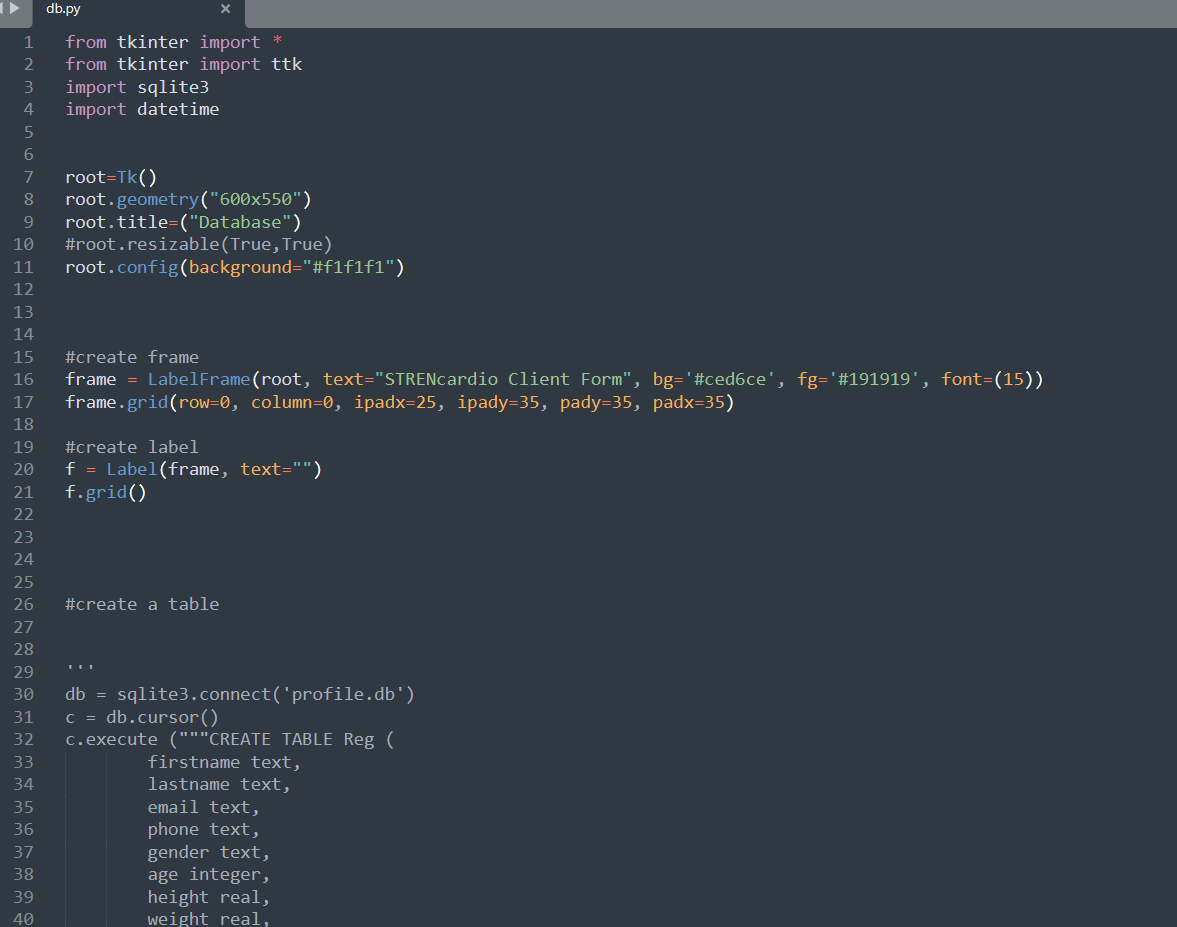 db.py ×
1 from tkinter import *
2 from tkinter import ttk
3 import sqlite3
4 import datetime
5
6
7 root=Tk()
8 root.geometry("600x550")
9 root.title=("Database")
10 #root.resizable(True,True)
11 root.config(background="#f1f1f1")
12
13
14
15 #create frame
16 frame = LabelFrame(root, text="STRENcardio Client Form", bg='#ced6ce', fg='#191919', font=(15))
17 frame.grid(row=0, column=0, ipadx=25, ipady=35, pady=35, padx=35)
18
19 #create label
20 f = Label(frame, text="")
21 f.grid()
22
23
24
25
26 #create a table
27
28
29 '''
30 db = sqlite3.connect('profile.db')
31 c = db.cursor()
32 c.execute ("""CREATE TABLE Reg (
33 firstname text,
34 lastname text,
35 email text,
36 phone text,
37 gender text,
38 age integer,
39 height real,
40 weight real,